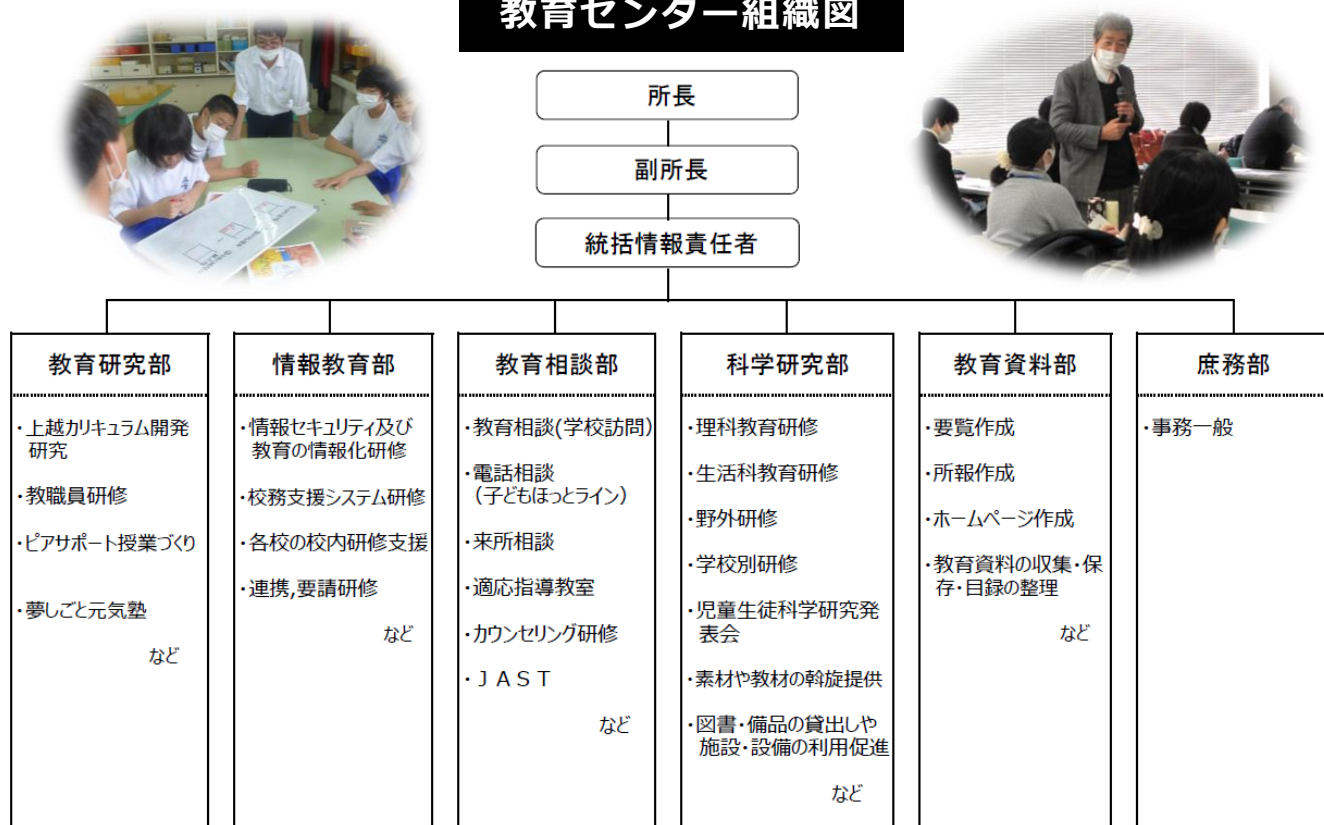 教育センター組織図
所長
副所長
統括情報責任者
教育研究部
・上越カリキュラム開発
研究
・教職員研修
・ピアサポート授業づくり
・夢しごと元気塾
など
情報教育部
・情報セキュリティ及び
教育の情報化研修
・校務支援システム研修
・各校の校内研修支援
・連携,要請研修
など
教育相談部
・教育相談(学校訪問)
・電話相談
（子どもほっとライン）
・来所相談
・適応指導教室
・カウンセリング研修
・ＪＡＳＴ
など
科学研究部
・理科教育研修
・生活科教育研修
・野外研修
・学校別研修
・児童生徒科学研究発
表会
・素材や教材の斡旋提供
・図書・備品の貸出しや
施設・設備の利用促進
など
教育資料部
・要覧作成
・所報作成
・ホームページ作成
・教育資料の収集・保
存・目録の整理
など
庶務部
・事務一般